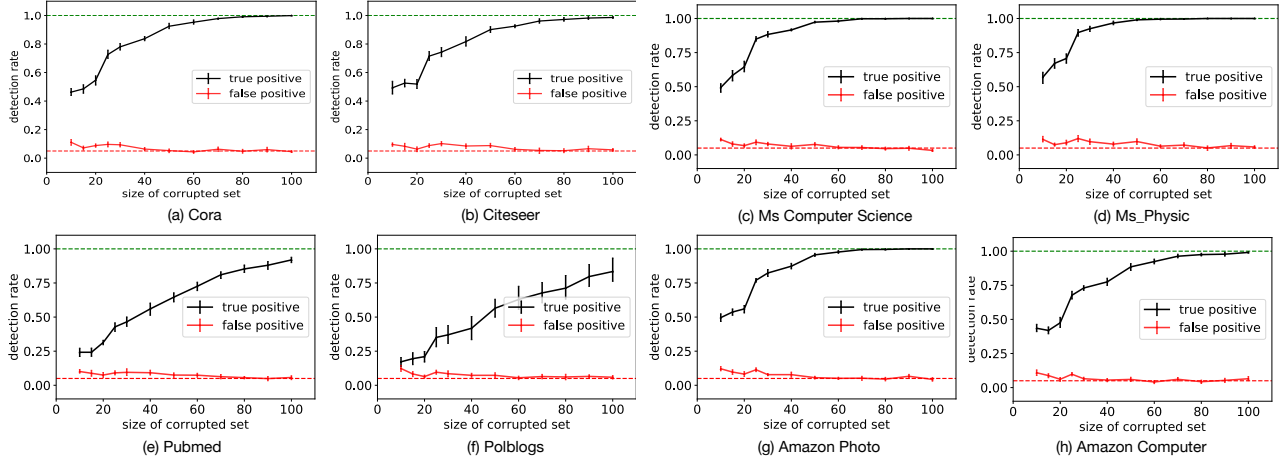 detection rate
1.0
0.8
0.6
0.4
0.2
0.0
true positive
false positive
0 20 40 60 80 100
size of corrupted set
(a) Cora
detection rate
1.0
0.8
0.6
0.4
0.2
0.0
true positive
false positive
0 20 40 60 80 100
size of corrupted set
(b) Citeseer
detection rate
1.00
0.75
0.50
0.25
0.00
true positive
false positive
0 20 40 60 80 100
size of corrupted set
(c) Ms Computer Science
detection rate
1.00
0.75
0.50
0.25
0.00
true positive
false positive
0 20 40 60 80 100
size of corrupted set
(d) Ms_Physic
detection rate
1.00
0.75
0.50
0.25
0.00
true positive
false positive
0 20 40 60 80 100
size of corrupted set
(e) Pubmed
detection rate
1.00
0.75
0.50
0.25
0.00
true positive
false positive
0 20 40 60 80 100
size of corrupted set
(f) Polblogs
detection rate
1.00
0.75
0.50
0.25
0.00
true positive
false positive
0 20 40 60 80 100
size of corrupted set
(g) Amazon Photo
detection rate
1.00
0.75
0.50
0.25
0.00
true positive
false positive
0 20 40 60 80 100
size of corrupted set
(h) Amazon Computer